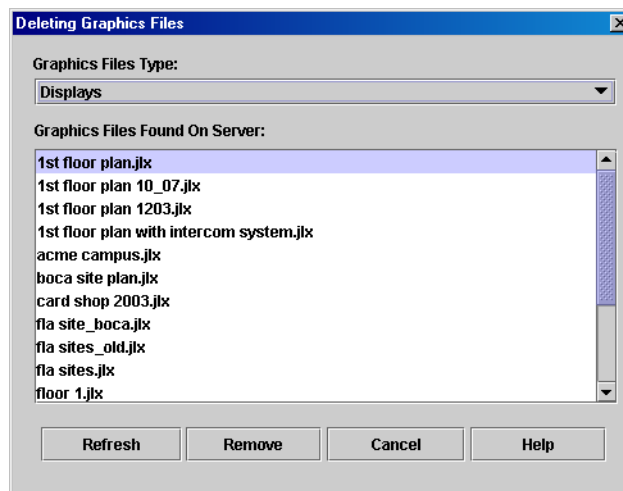 Deleting Graphics Files
Graphics Files Type:
Displays
Graphics Files Found On Server:
1st floor plan.jlx
1st floor plan 10_07.jlx
1st floor plan 1203.jlx
1st floor plan with intercom system.jlx
acme campus.jlx
boca site plan.jlx
card shop 2003.jlx
fla site_boca.jlx
fla sites_old.jlx
fla sites.jlx
floor 1.jlx
Refresh Remove Cancel Help